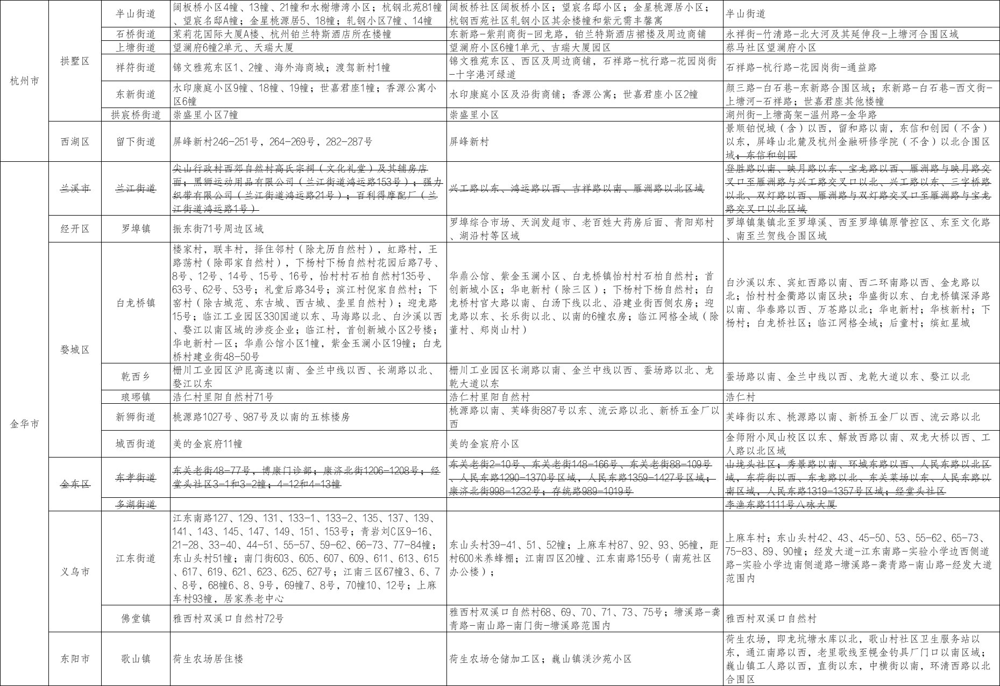 杭州市
拱墅区
半山街道
阔板桥小区4幢、13幢、21幢和水榭塘湾小区；杭钢北苑81幢
、望宸名邸A幢；金星桃源居5、18幢；轧钢小区7幢、14幢
阔板桥社区阔板桥小区；望宸名邸小区；金星桃源居小区；
杭钢西苑社区轧钢小区其余楼幢和紫元需丰馨寓
半山街道
石桥街道
茉莉花国际大厦A楼、杭州铂兰特斯酒店所在楼幢
东新路-紫荆商街-回龙路，铂兰特斯酒店裙楼及周边商铺
永祥街-竹清路-北大河及其延伸段-上塘河合围区域
上塘街道
望澜府6幢2单元、天瑞大厦
望澜府小区6幢1单元、吉瑞大厦园区
蔡马社区望澜府小区
祥符街道
锦文雅苑东区1、2幢、海外海商城；渡驾新村1幢
锦文雅苑东区、西区及周边商铺，石祥路-杭行路-花园岗街
-十字港河绿道
石祥路-杭行路-花园岗街-通益路
东新街道
水印康庭小区9幢、18幢、19幢；世嘉君座1幢；香源公寓小
区6幢
水印康庭小区及沿街商铺；香源公寓；世嘉君座小区2幢
颜三路-白石巷-东新路合围区域；东新路-白石巷-西文街-
上塘河-石祥路；世嘉君座其他楼幢
拱宸桥街道
崇盛里小区7幢
崇盛里小区
湖州街-上塘高架-温州路-金华路
西湖区
留下街道
屏峰新村246-251号，264-269号，282-287号
屏峰新村
景顺铂悦城（含）以西，留和路以南，东信和创园（不含）
以东，屏峰山北麓及杭州金融研修学院（不含）以北合围区
域；东信和创园
金华市
兰溪市
兰江街道
尖山行政村西郊自然村高氏宗祠（文化礼堂）及其辅房店
面；黑狮运动用品有限公司（兰江街道鸿运路153号）；强力
织带有限公司（兰江街道鸿运路21号）；百利得摩配厂（兰
江街道鸿运路1号）
兴工路以东、鸿运路以西、吉祥路以南、雁洲路以北区域
登胜路以南、映月路以东、宝龙路以西、雁洲路与映月路交
叉口至雁洲路与兴工路交叉口以北、兴工路以东、三字桥路
以北、双灯路以西、雁洲路与双灯路交叉口至雁洲路与宝龙
路交叉口以北区域
经开区
罗埠镇
振东街71号周边区域
罗埠综合市场、天润发超市、老百姓大药房后面、青阳郑村
、湖沿村等区域
罗埠镇集镇北至罗埠溪、西至罗埠镇原管控区、东至文化路
、南至兰贺线合围区域
婺城区
白龙桥镇
楼家村，联丰村，择住邻村（除尤历自然村），虹路村，王
路荡村（除邵家自然村），下杨村下杨自然村花园后路7号、
8号、12号、14号、15号、16号，怡村村石柏自然村135号、
63号、62号、53号；礼堂后路34号；滨江村倪家自然村；下
窑村（除古城范、东古城、西古城、垄里自然村）；迎龙路
15号；临江工业园区330国道以东、马海路以北、白沙溪以西
、婺江以南区域的涉疫企业；临江村，首创新城小区2号楼；
华电新村一区；华鼎公馆小区1幢，紫金玉澜小区19幢；白龙
桥村建业街48-50号
华鼎公馆、紫金玉澜小区、白龙桥镇怡村村石柏自然村；首
创新城小区；华电新村（除三区）；下杨村下杨自然村；白
龙桥村官大路以南、白汤下线以北、沿建业街西侧农房；迎
龙路以东、长乐街以北、以南的6幢农房；临江网格全域（除
董村、郑岗山村）
白沙溪以东、宾虹西路以南、西二环南路以西、金龙路以
北；怡村村金衢路以南区块；华盛街以东、白龙桥镇深泽路
以南、华泰路以西、万苍路以北；华电新村；华核新村；下
杨村；白龙桥社区；临江网格全域；后童村；缤虹星城
乾西乡
栅川工业园区沪昆高速以南、金兰中线以西、长湖路以北、
婺江以东
栅川工业园区长湖路以南、金兰中线以西、蚕场路以北、龙
乾大道以东
蚕场路以南、金兰中线以西、龙乾大道以东、婺江以北
琅琊镇
浩仁村里阳自然村71号
浩仁村里阳自然村
浩仁村
新狮街道
桃源路1027号、987号及以南的五栋楼房
桃源路以南、芙峰街887号以东、流云路以北、新桥五金厂以
西
芙峰街以东、桃源路以南、新桥五金厂以西、流云路以北
城西街道
美的金宸府11幢
美的金宸府小区
金师附小凤山校区以东、解放西路以南、双龙大桥以西、工
人路以北区域
金东区
东孝街道
东关老街48-77号，博康门诊部；康济北街1206-1208号；经
堂头社区3-1和3-2幢；4-12和4-13幢
东关老街2-10号、东关老街148-166号、东关老街88-109号
、人民东路1290-1370号区域，人民东路1359-1427号区域；
康济北街998-1232号；存统路989-1019号
山垅头社区；秀景路以南、环城东路以西、人民东路以北区
域，东荷街以西、东龙路以北、东关菜场以东、人民东路以
南区域，人民东路1319-1357号区域；经堂头社区
多湖街道
李渔东路1111号八咏大厦
义乌市
江东街道
江东南路127、129、131、133-1、133-2、135、137、139、
141、143、145、147、149、151、153号；青岩刘C区9-16、
21-28、33-40、44-51、55-57、59-62、66-73、77-84幢；
东山头村51幢；南门街603、605、607、609、611、613、615
、617、619、621、623、625、627号；江南三区67幢3、6、7
、8号，68幢6、8、9号，69幢7、8号，70幢10、12号；上麻
车村93幢，居家养老中心
东山头村39-41、51、52幢；上麻车村87、92、93、95幢，距
村600米养蜂棚；江南四区20幢、江东南路155号（南苑社区
办公楼）；
上麻车村；东山头村42、43、45-50、53、55-62、65-73、
75-83、89、90幢；经发大道-江东南路-实验小学边西侧道
路-实验小学边南侧道路-塘溪路-龚青路-南山路-经发大道
范围内
佛堂镇
雅西村双溪口自然村72号
雅西村双溪口自然村68、69、70、71、73、75号；塘溪路-龚
青路-南山路-南门街-塘溪路范围内
雅西村双溪口自然村
东阳市
歌山镇
荷生农场居住楼
荷生农场仓储加工区；巍山镇渼沙苑小区
荷生农场，即龙坑塘水库以北，歌山村社区卫生服务站以
东，通江南路以西，老里歌线至幌金钓具厂门口以南区域；
巍山镇工人路以西，直街以东，中横街以南，环清西路以北
合围区